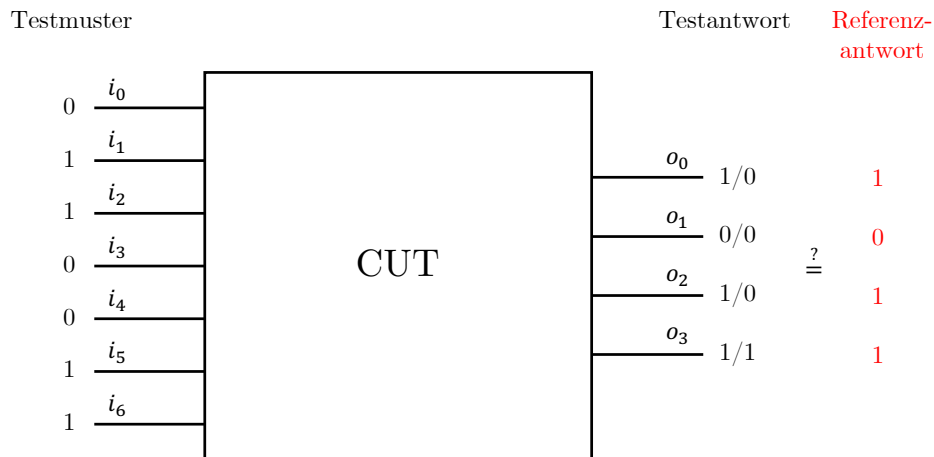 Testmuster
Testantwort
Referenz-
antwort
0 i₀
1 i₁
1 i₂
0 i₃
0 i₄
1 i₅
1 i₆
CUT
o₀ 1/0 1
o₁ 0/0 0
? =
o₂ 1/0 1
o₃ 1/1 1